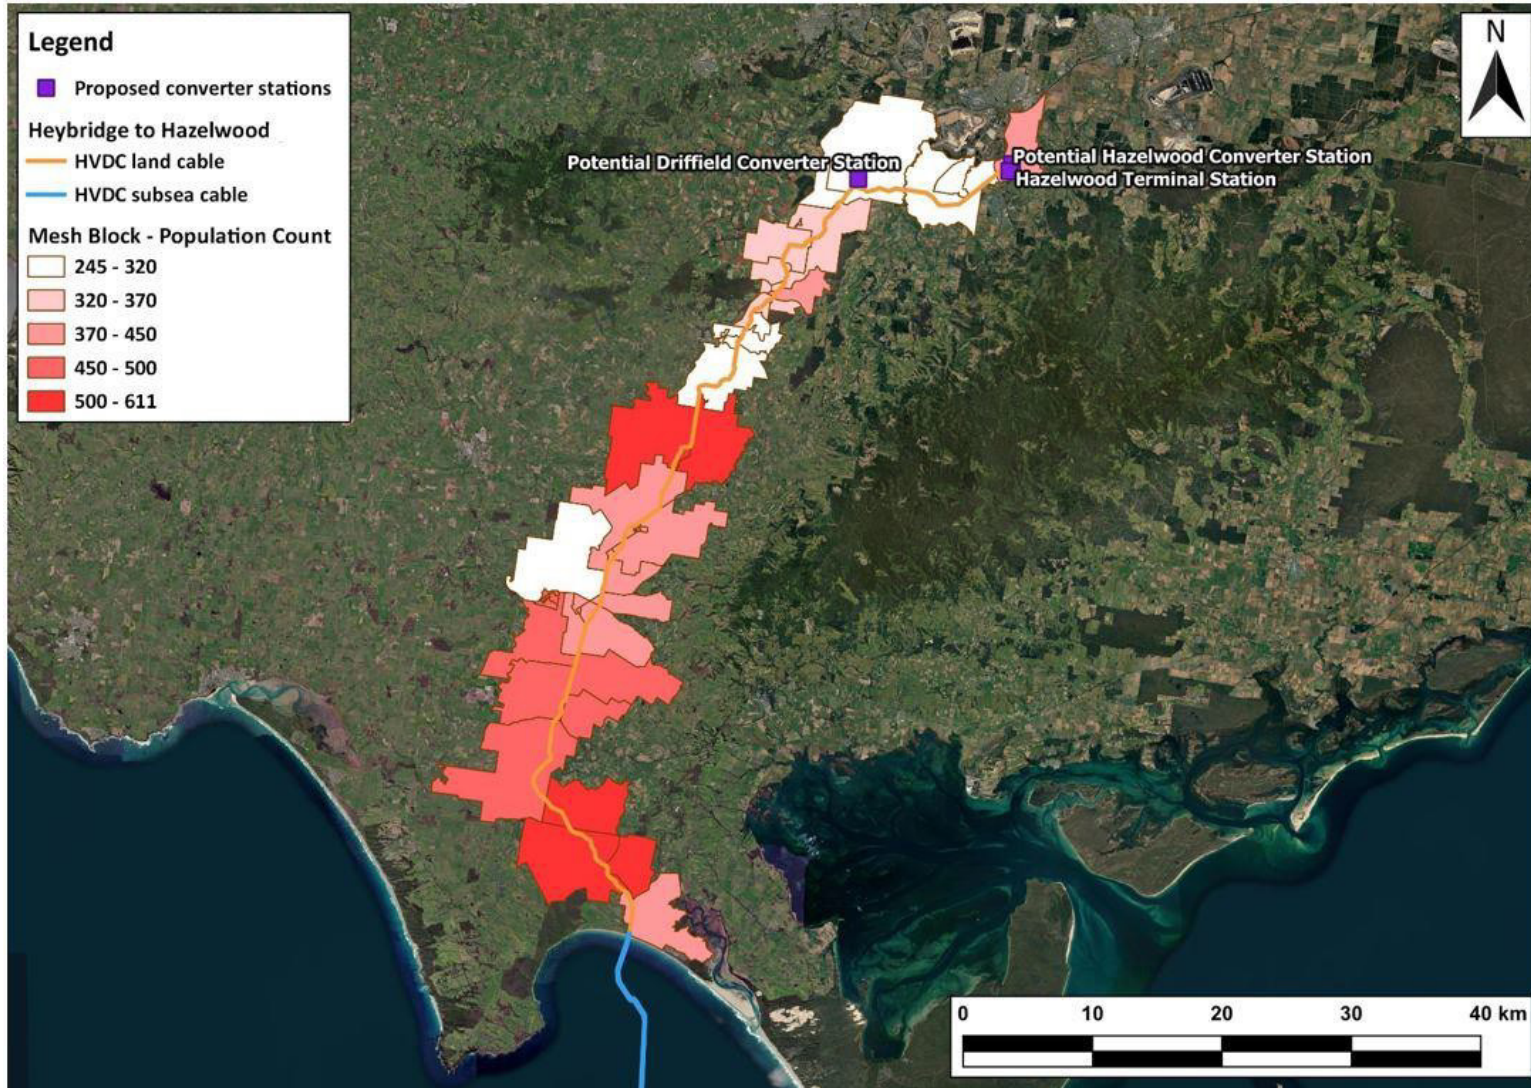 Legend
Proposed converter stations
Heybridge to Hazelwood
HVDC land cable
HVDC subsea cable
Mesh Block - Population Count
245 - 320
320 - 370
370 - 450
450 - 500
500 - 611
N
Potential Driffield Converter Station
Potential Hazelwood Converter Station
Hazelwood Terminal Station
0 10 20 30 40 km